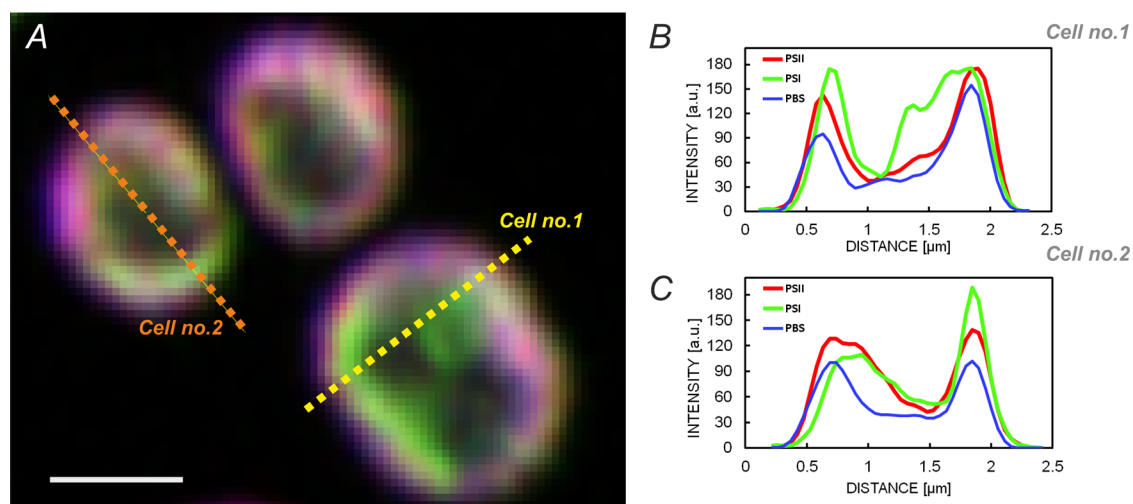 A
Cell no.1
Cell no.2
B
Cell no.1
PSII
PSI
PBS
INTENSITY [a.u.]
180
150
120
90
60
30
0
0 0.5 1 1.5 2 2.5
DISTANCE [µm]
Cell no.2
C
PSII
PSI
PBS
INTENSITY [a.u.]
180
150
120
90
60
30
0
0 0.5 1 1.5 2 2.5
DISTANCE [µm]